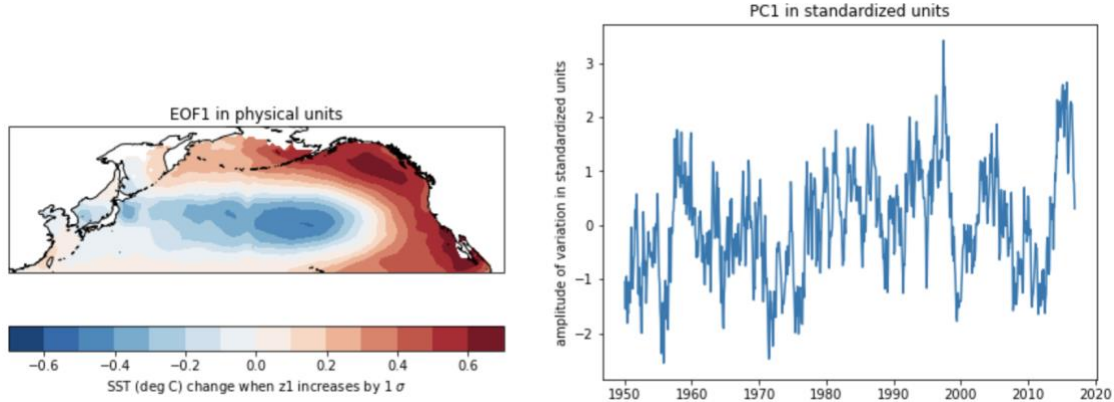 EOF1 in physical units
−0.6 −0.4 −0.2 0.0 0.2 0.4 0.6
SST (deg C) change when z1 increases by 1 σ
PC1 in standardized units
amplitude of variation in standardized units
3
2
1
0
−1
−2
1950 1960 1970 1980 1990 2000 2010 2020